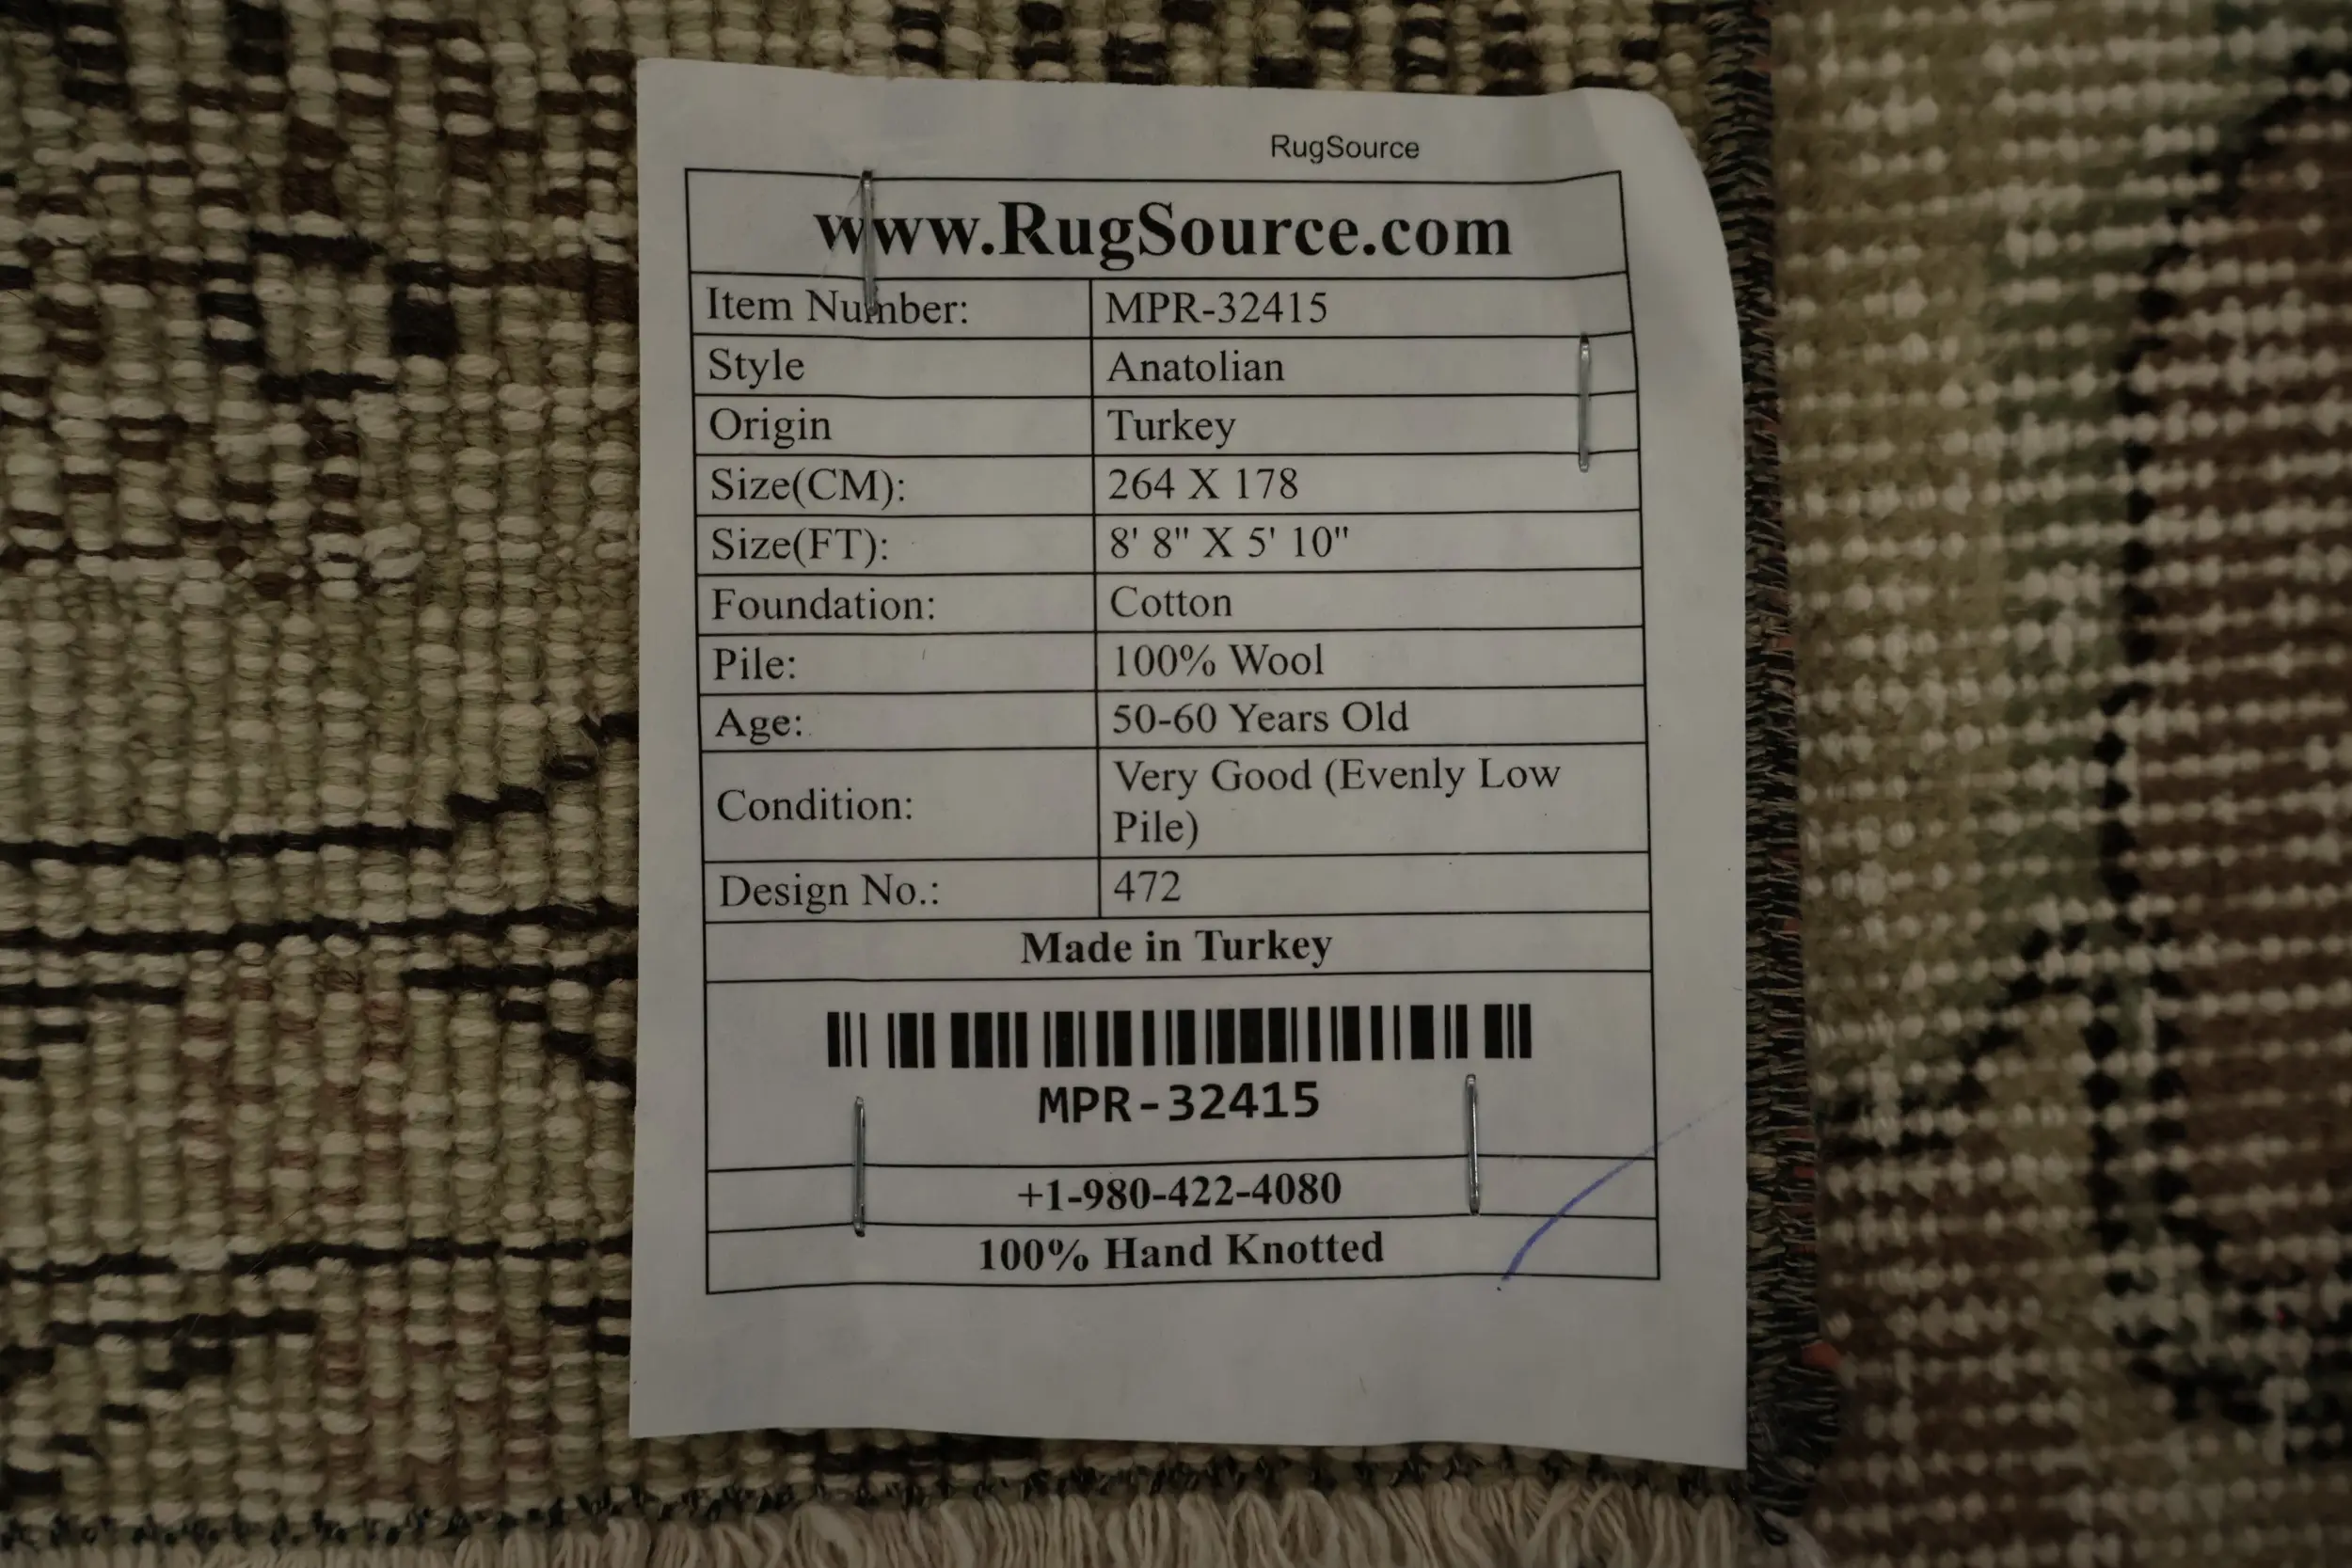 RugSource
www.RugSource.com
Item Number: MPR-32415
Style Anatolian
Origin Turkey
Size(CM): 264 X 178
Size(FT): 8' 8" X 5' 10"
Foundation: Cotton
Pile: 100% Wool
Age: 50-60 Years Old
Condition: Very Good (Evenly Low
Pile)
Design No.: 472
Made in Turkey
MPR-32415
+1-980-422-4080
100% Hand Knotted